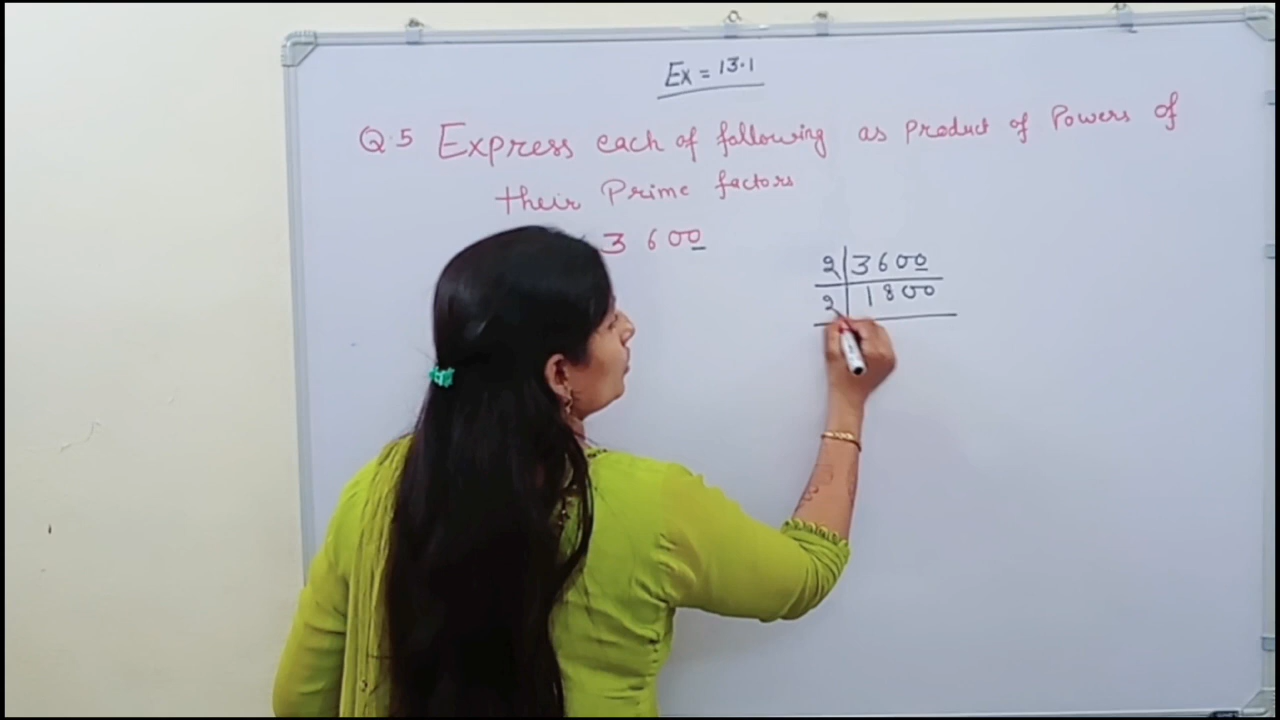 Ex = 13.1
Q.5 Express each of following as Product of Powers of
their Prime factors
3600
2 3600
2 1800